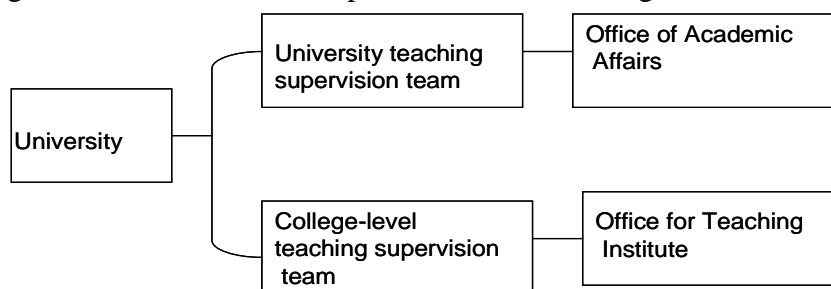 University teaching
supervision team
Office of Academic
Affairs
University
College-level
teaching supervision
team
Office for Teaching
Institute